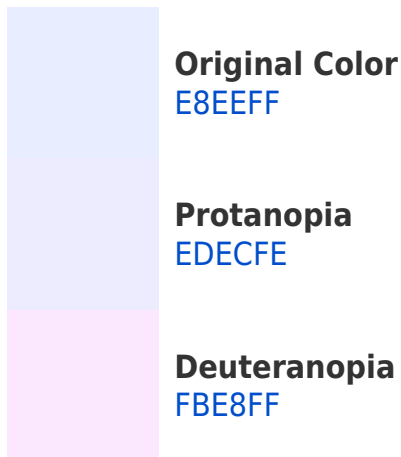 Original Color
E8EEFF
Protanopia
EDECFE
Deuteranopia
FBE8FF